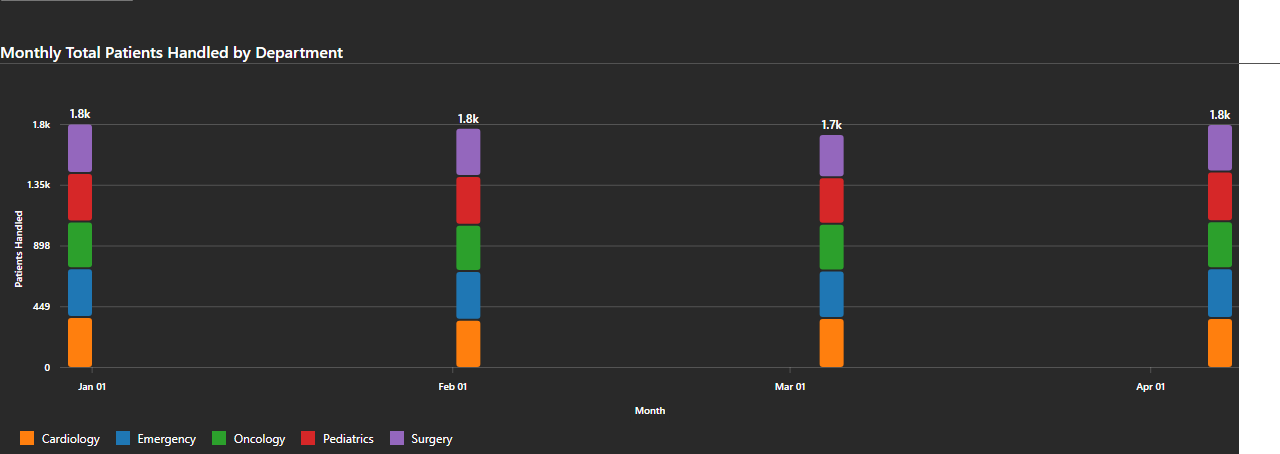 Monthly Total Patients Handled by Department
1.8k 1.8k 1.7k 1.8k
1.8k
1.35k
898
449
0
Patients Handled
Jan 01 Feb 01 Mar 01 Apr 01
Month
Cardiology Emergency Oncology Pediatrics Surgery